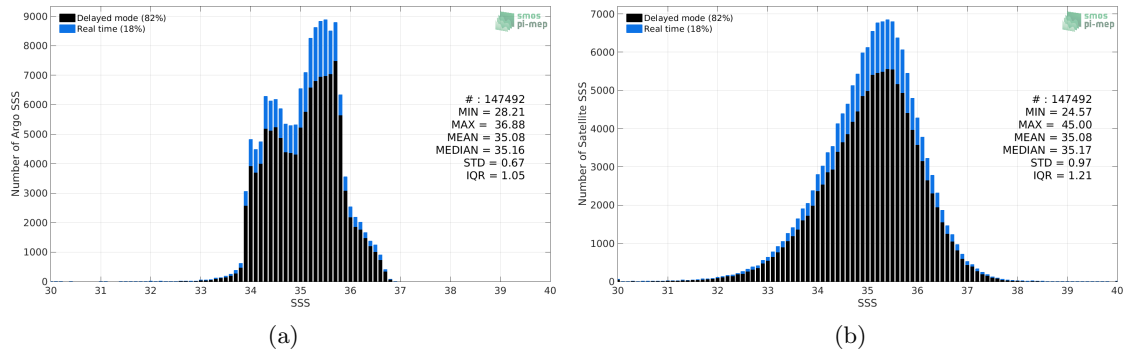 Delayed mode (82%)
Real time (18%)
smos
pi-mep
Number of Argo SSS
9000
8000
7000
6000
5000
4000
3000
2000
1000
0
# : 147492
MIN = 28.21
MAX = 36.88
MEAN = 35.08
MEDIAN = 35.16
STD = 0.67
IQR = 1.05
30 31 32 33 34 35 36 37 38 39 40
SSS
(a)
Delayed mode (82%)
Real time (18%)
smos
pi-mep
Number of Satellite SSS
7000
6000
5000
4000
3000
2000
1000
0
# : 147492
MIN = 24.57
MAX = 45.00
MEAN = 35.08
MEDIAN = 35.17
STD = 0.97
IQR = 1.21
30 31 32 33 34 35 36 37 38 39 40
SSS
(b)